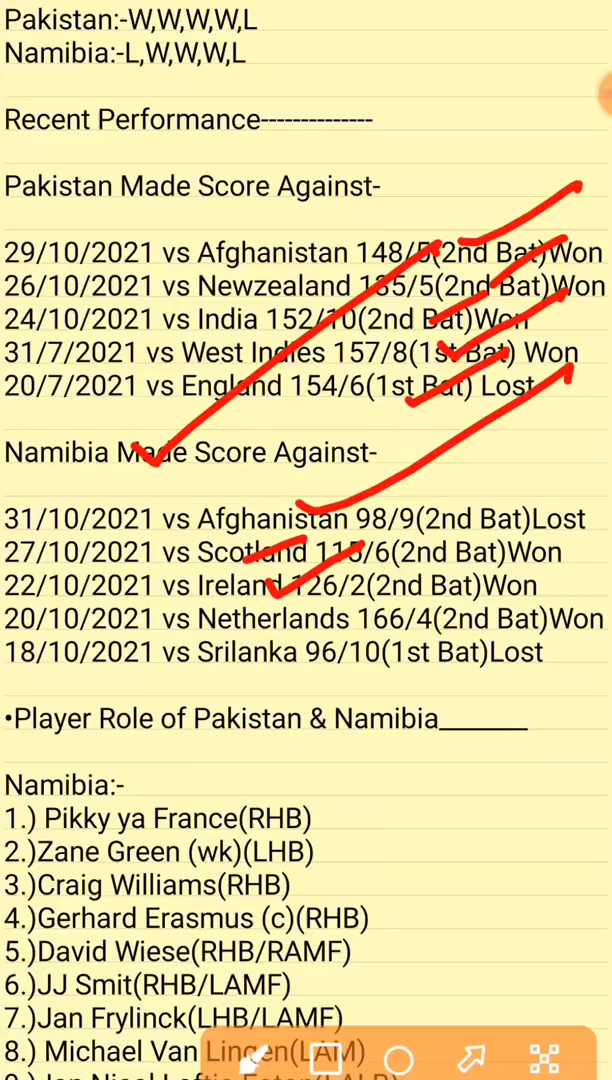 Pakistan:-W,W,W,W,L
Namibia:-L,W,W,W,L
Recent Performance--------------
Pakistan Made Score Against-
29/10/2021 vs Afghanistan 148/5(2nd Bat)Won
26/10/2021 vs Newzealand 135/5(2nd Bat)Won
24/10/2021 vs India 152/10(2nd Bat)Won
31/7/2021 vs West Indies 157/8(1st Bat) Won
20/7/2021 vs England 154/6(1st Bat) Lost
Namibia Made Score Against-
31/10/2021 vs Afghanistan 98/9(2nd Bat)Lost
27/10/2021 vs Scotland 115/6(2nd Bat)Won
22/10/2021 vs Ireland 126/2(2nd Bat)Won
20/10/2021 vs Netherlands 166/4(2nd Bat)Won
18/10/2021 vs Srilanka 96/10(1st Bat)Lost
•Player Role of Pakistan & Namibia_______
Namibia:-
1.) Pikky ya France(RHB)
2.)Zane Green (wk)(LHB)
3.)Craig Williams(RHB)
4.)Gerhard Erasmus (c)(RHB)
5.)David Wiese(RHB/RAMF)
6.)JJ Smit(RHB/LAMF)
7.)Jan Frylinck(LHB/LAMF)
8.) Michael Van Lingen(LAM)